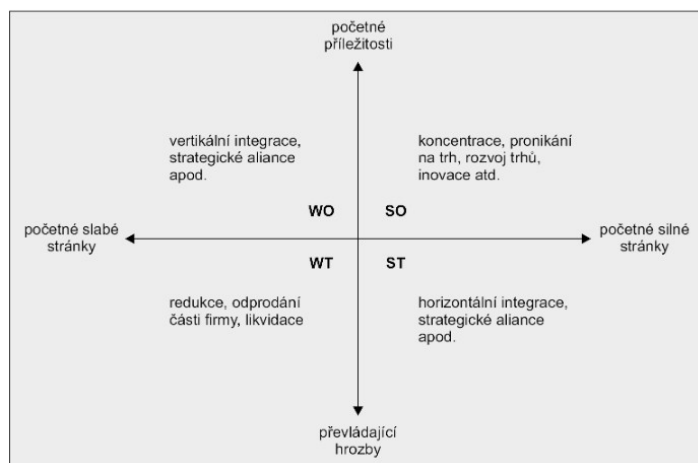 početné
příležitosti
vertikální integrace,
strategické aliance
apod.
koncentrace, pronikání
na trh, rozvoj trhů,
inovace atd.
WO
SO
početné slabé
stránky
početné silné
stránky
WT
ST
redukce, odprodání
části firmy, likvidace
horizontální integrace,
strategické aliance
apod.
převládající
hrozby